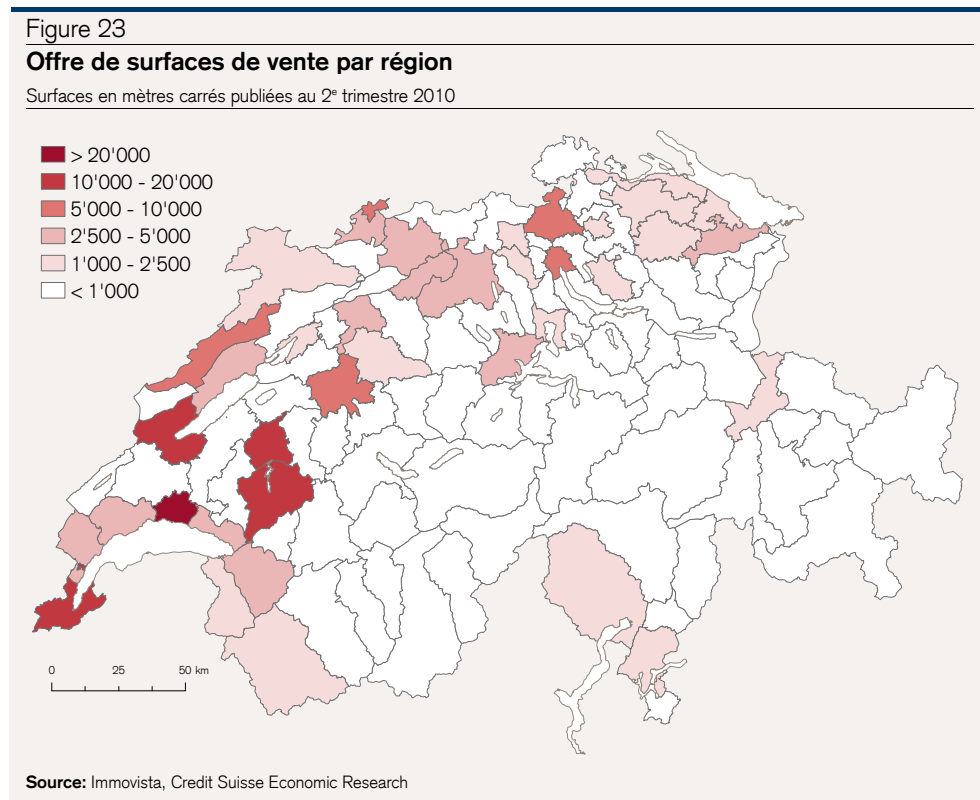 Figure 23
Offre de surfaces de vente par région
Surfaces en mètres carrés publiées au 2e trimestre 2010
> 20'000
10'000 - 20'000
5'000 - 10'000
2'500 - 5'000
1'000 - 2'500
< 1'000
0 25 50 km
Source: Immovista, Credit Suisse Economic Research